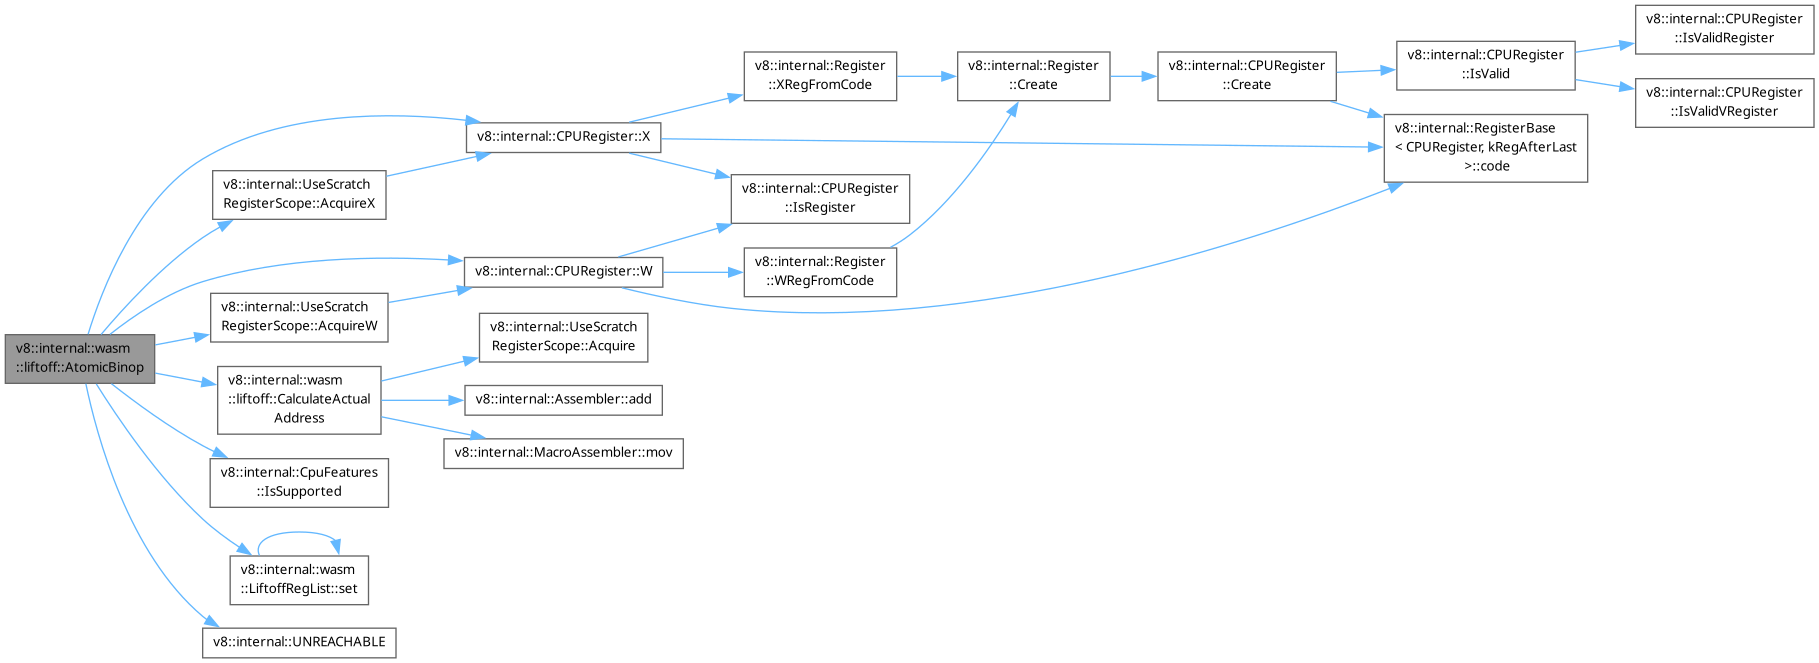 v8::internal::wasm
::liftoff::AtomicBinop
v8::internal::UseScratch
RegisterScope::AcquireX
v8::internal::UseScratch
RegisterScope::AcquireW
v8::internal::wasm
::liftoff::CalculateActual
Address
v8::internal::CpuFeatures
::IsSupported
v8::internal::wasm
::LiftoffRegList::set
v8::internal::UNREACHABLE
v8::internal::CPURegister::X
v8::internal::CPURegister::W
v8::internal::UseScratch
RegisterScope::Acquire
v8::internal::Assembler::add
v8::internal::MacroAssembler::mov
v8::internal::Register
::XRegFromCode
v8::internal::CPURegister
::IsRegister
v8::internal::Register
::WRegFromCode
v8::internal::Register
::Create
v8::internal::CPURegister
::Create
v8::internal::CPURegister
::IsValid
v8::internal::RegisterBase
< CPURegister, kRegAfterLast
>::code
v8::internal::CPURegister
::IsValidRegister
v8::internal::CPURegister
::IsValidVRegister